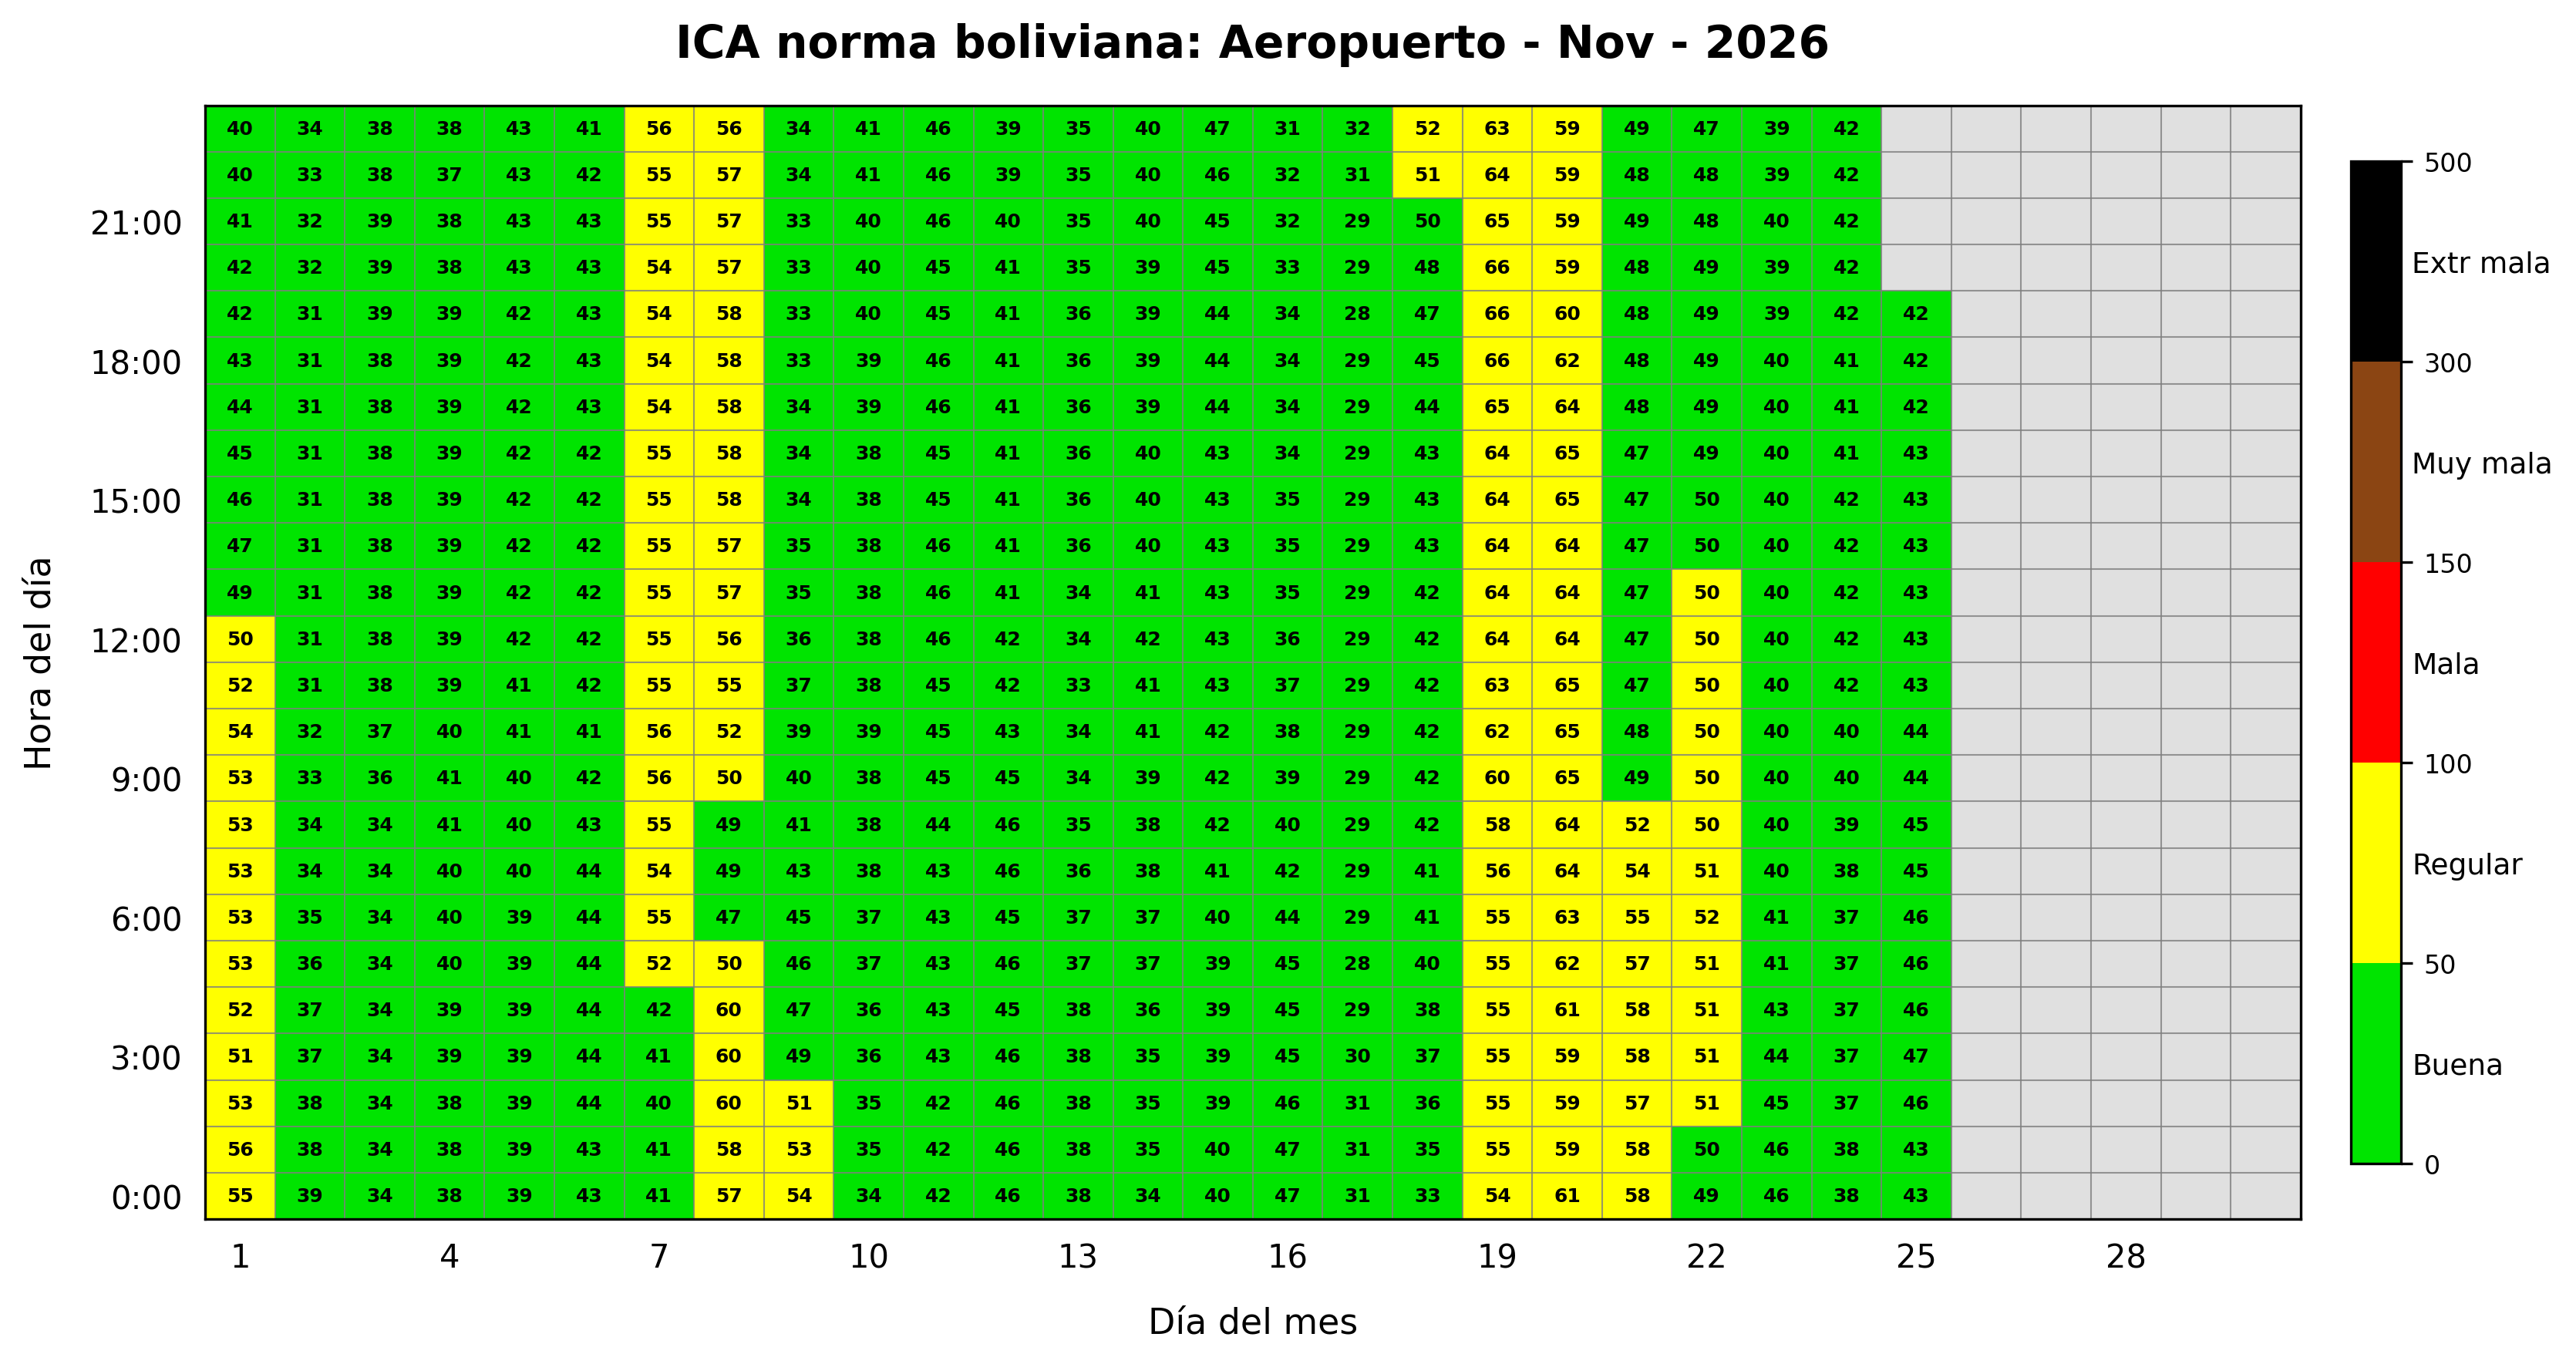 ICA norma boliviana: Aeropuerto - Nov - 2026
40 34 38 38 43 41 56 56 34 41 46 39 35 40 47 31 32 52 63 59 49 47 39 42
40 33 38 37 43 42 55 57 34 41 46 39 35 40 46 32 31 51 64 59 48 48 39 42
21:00 41 32 39 38 43 43 55 57 33 40 46 40 35 40 45 32 29 50 65 59 49 48 40 42
42 32 39 38 43 43 54 57 33 40 45 41 35 39 45 33 29 48 66 59 48 49 39 42
42 31 39 39 42 43 54 58 33 40 45 41 36 39 44 34 28 47 66 60 48 49 39 42 42
18:00 43 31 38 39 42 43 54 58 33 39 46 41 36 39 44 34 29 45 66 62 48 49 40 41 42
44 31 38 39 42 43 54 58 34 39 46 41 36 39 44 34 29 44 65 64 48 49 40 41 42
45 31 38 39 42 42 55 58 34 38 45 41 36 40 43 34 29 43 64 65 47 49 40 41 43
15:00 46 31 38 39 42 42 55 58 34 38 45 41 36 40 43 35 29 43 64 65 47 50 40 42 43
47 31 38 39 42 42 55 57 35 38 46 41 36 40 43 35 29 43 64 64 47 50 40 42 43
49 31 38 39 42 42 55 57 35 38 46 41 34 41 43 35 29 42 64 64 47 50 40 42 43
12:00 50 31 38 39 42 42 55 56 36 38 46 42 34 42 43 36 29 42 64 64 47 50 40 42 43
52 31 38 39 41 42 55 55 37 38 45 42 33 41 43 37 29 42 63 65 47 50 40 42 43
54 32 37 40 41 41 56 52 39 39 45 43 34 41 42 38 29 42 62 65 48 50 40 40 44
9:00 53 33 36 41 40 42 56 50 40 38 45 45 34 39 42 39 29 42 60 65 49 50 40 40 44
53 34 34 41 40 43 55 49 41 38 44 46 35 38 42 40 29 42 58 64 52 50 40 39 45
53 34 34 40 40 44 54 49 43 38 43 46 36 38 41 42 29 41 56 64 54 51 40 38 45
6:00 53 35 34 40 39 44 55 47 45 37 43 45 37 37 40 44 29 41 55 63 55 52 41 37 46
53 36 34 40 39 44 52 50 46 37 43 46 37 37 39 45 28 40 55 62 57 51 41 37 46
52 37 34 39 39 44 42 60 47 36 43 45 38 36 39 45 29 38 55 61 58 51 43 37 46
3:00 51 37 34 39 39 44 41 60 49 36 43 46 38 35 39 45 30 37 55 59 58 51 44 37 47
53 38 34 38 39 44 40 60 51 35 42 46 38 35 39 46 31 36 55 59 57 51 45 37 46
56 38 34 38 39 43 41 58 53 35 42 46 38 35 40 47 31 35 55 59 58 50 46 38 43
0:00 55 39 34 38 39 43 41 57 54 34 42 46 38 34 40 47 31 33 54 61 58 49 46 38 43
1 4 7 10 13 16 19 22 25 28
Día del mes
Hora del día
500
Extr mala
300
Muy mala
150
Mala
100
Regular
50
Buena
0